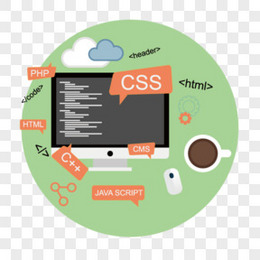 <header>
PHP
CSS
<html>
</code>
HTML
</>
CMS
C++
JAVA SCRIPT